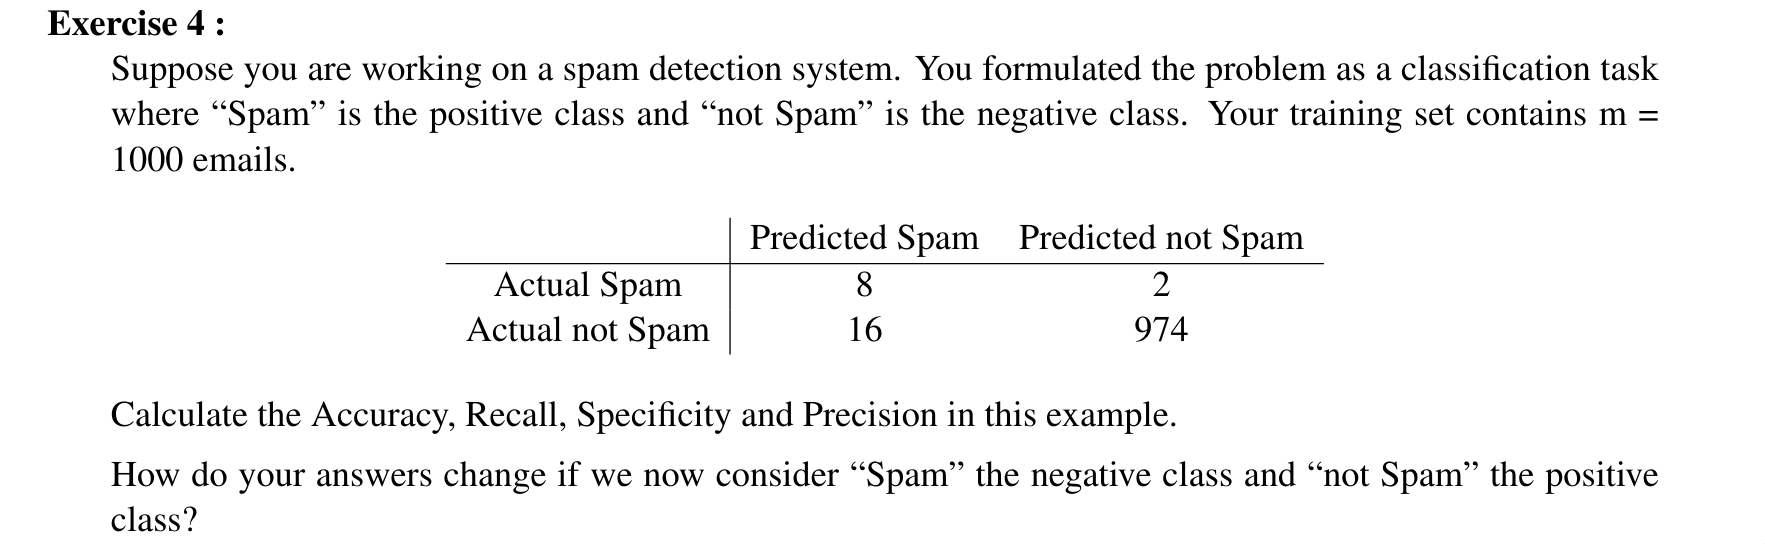 Exercise 4 :
Suppose you are working on a spam detection system. You formulated the problem as a classification task
where “Spam” is the positive class and “not Spam” is the negative class. Your training set contains m =
1000 emails.
Predicted Spam Predicted not Spam
Actual Spam 8 2
Actual not Spam 16 974
Calculate the Accuracy, Recall, Specificity and Precision in this example.
How do your answers change if we now consider “Spam” the negative class and “not Spam” the positive
class?